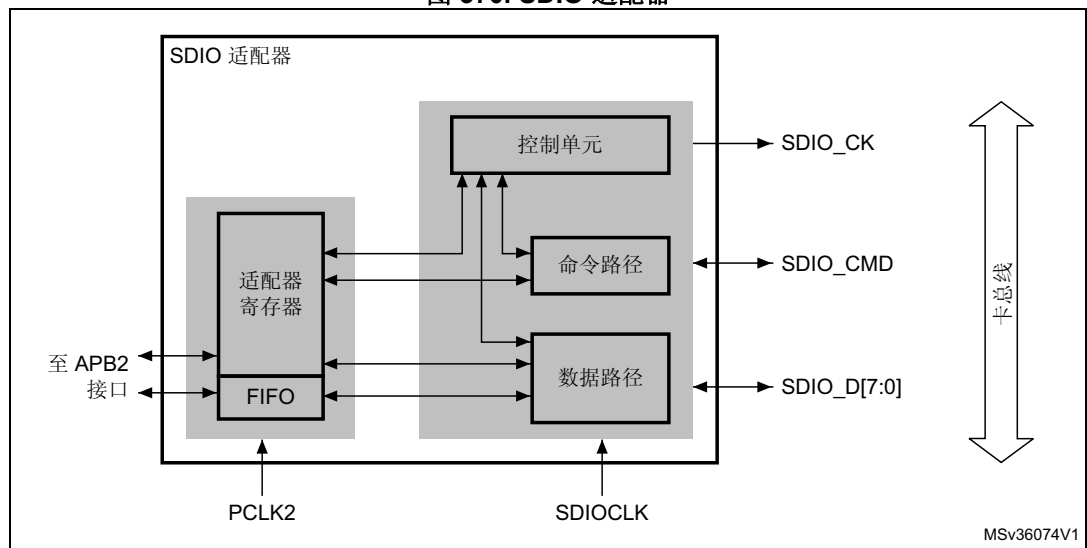 SDIO 适配器
控制单元
SDIO_CK
适配器
寄存器
命令路径
SDIO_CMD
卡总线
至 APB2
接口
FIFO
数据路径
SDIO_D[7:0]
PCLK2
SDIOCLK
MSv36074V1